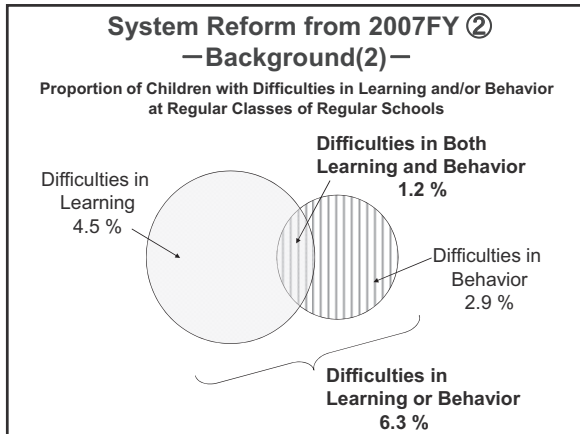 System Reform from 2007FY ②
－Background(2)－
Proportion of Children with Difficulties in Learning and/or Behavior
at Regular Classes of Regular Schools
Difficulties in Both
Learning and Behavior
1.2 %
Difficulties in
Learning
4.5 %
Difficulties in
Behavior
2.9 %
Difficulties in
Learning or Behavior
6.3 %